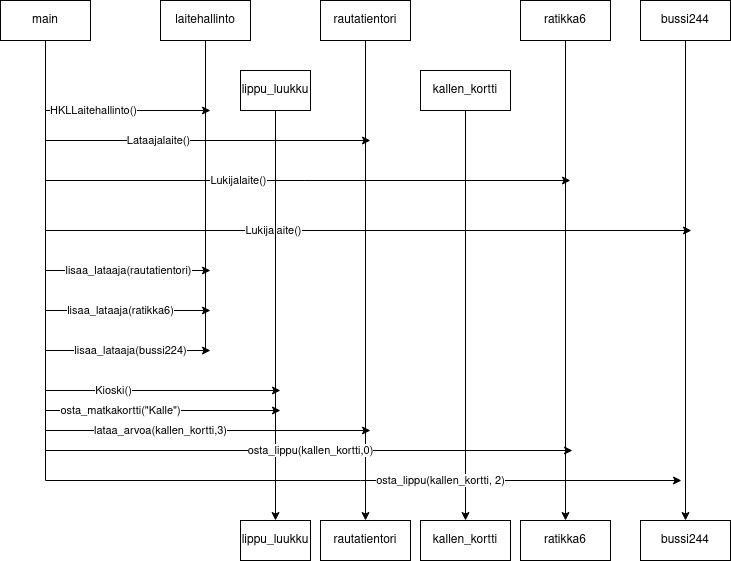 main
laitehallinto
rautatientori
ratikka6
bussi244
lippu_luukku
kallen_kortti
HKLLaitehallinto()
Lataajalaite()
Lukijalaite()
Lukijalaite()
lisaa_lataaja(rautatientori)
lisaa_lataaja(ratikka6)
lisaa_lataaja(bussi224)
Kioski()
osta_matkakortti("Kalle")
lataa_arvoa(kallen_kortti,3)
osta_lippu(kallen_kortti,0)
osta_lippu(kallen_kortti, 2)
lippu_luukku
rautatientori
kallen_kortti
ratikka6
bussi244